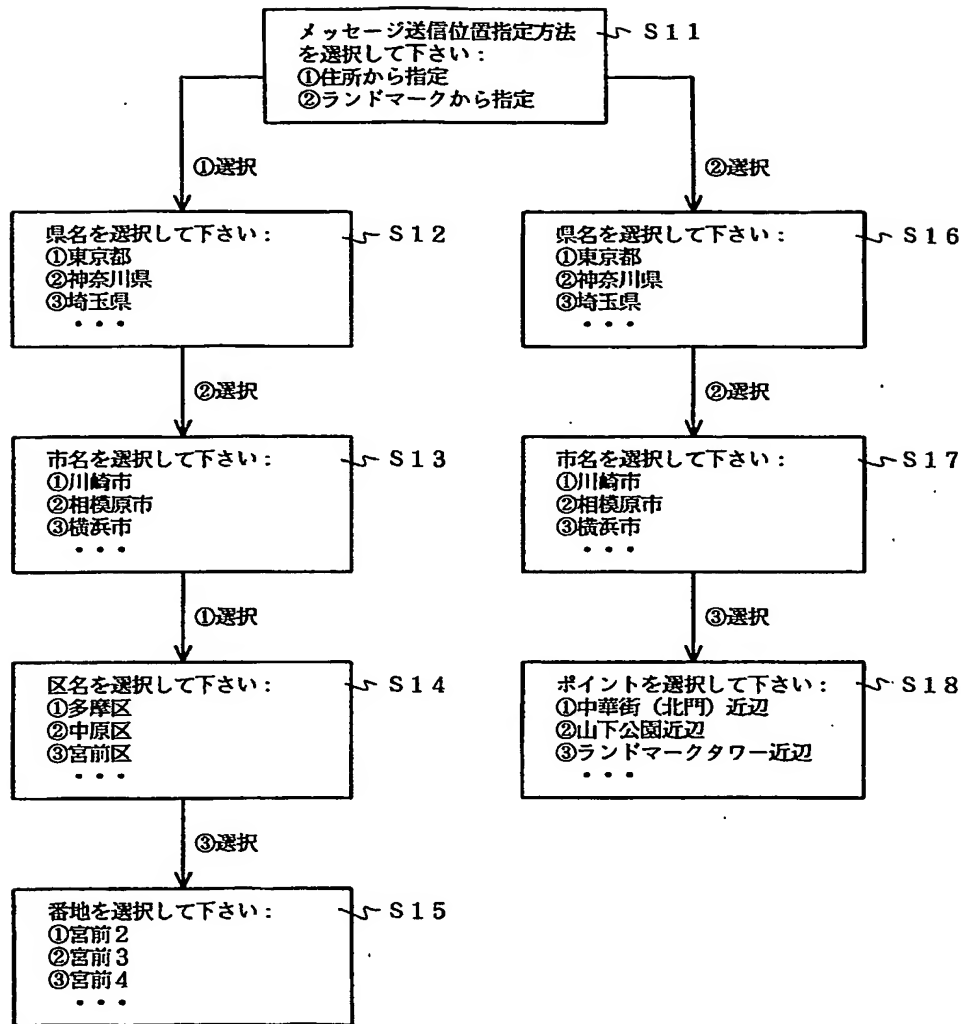 メッセージ送信位置指定方法
を選択して下さい：
①住所から指定
②ランドマークから指定
S11
①選択
②選択
県名を選択して下さい：
①東京都
②神奈川県
③埼玉県
・・・
S12
県名を選択して下さい：
①東京都
②神奈川県
③埼玉県
・・・
S16
②選択
②選択
市名を選択して下さい：
①川崎市
②相模原市
③横浜市
・・・
S13
市名を選択して下さい：
①川崎市
②相模原市
③横浜市
・・・
S17
①選択
③選択
区名を選択して下さい：
①多摩区
②中原区
③宮前区
・・・
S14
ポイントを選択して下さい：
①中華街（北門）近辺
②山下公園近辺
③ランドマークタワー近辺
・・・
S18
③選択
番地を選択して下さい：
①宮前２
②宮前３
③宮前４
・・・
S15